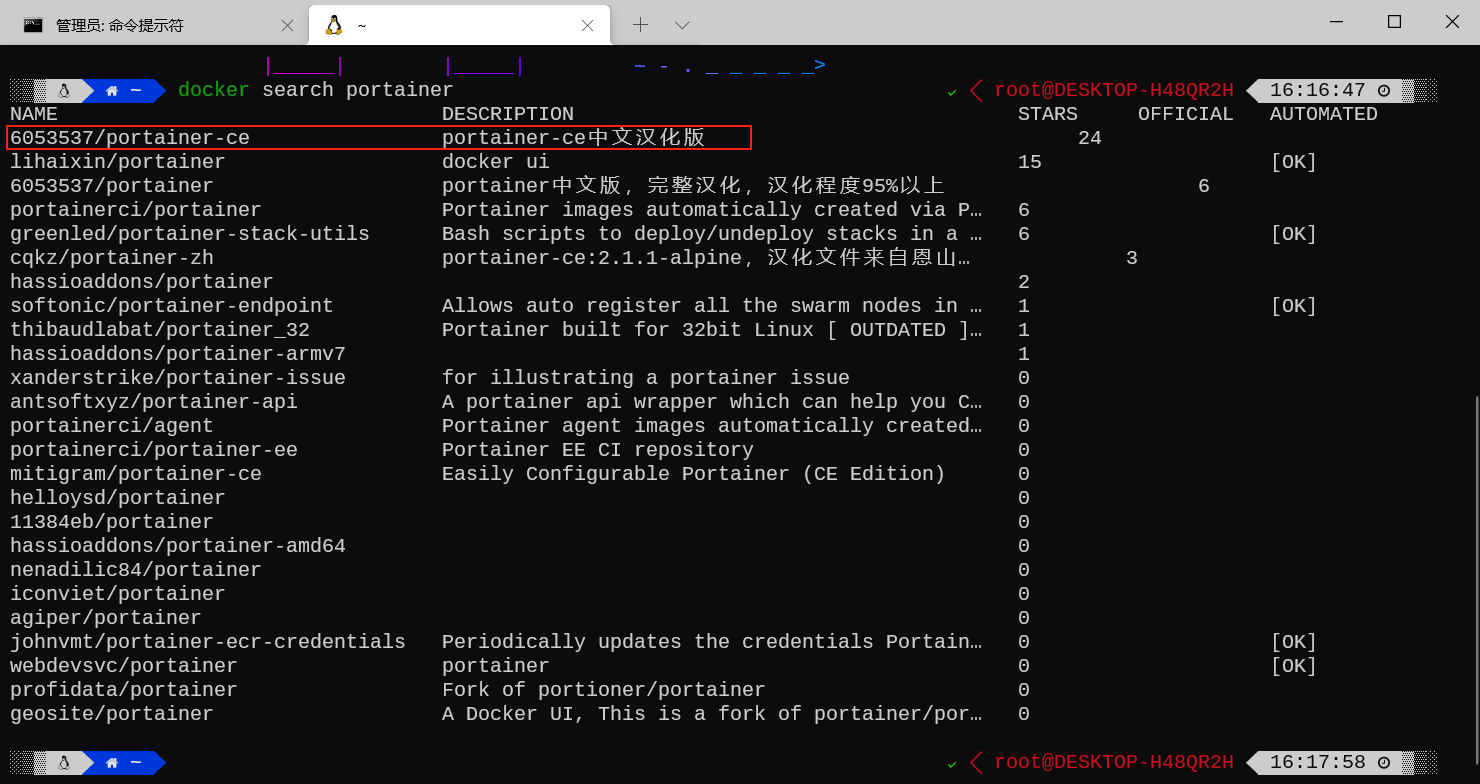 管理员: 命令提示符 ~
|_____| |_____| ~ - . _ _ _ _ _>
~ docker search portainer root@DESKTOP-H48QR2H 16:16:47
NAME DESCRIPTION STARS OFFICIAL AUTOMATED
6053537/portainer-ce portainer-ce中文汉化版 24
lihaixin/portainer docker ui 15 [OK]
6053537/portainer portainer中文版, 完整汉化, 汉化程度95%以上 6
portainerci/portainer Portainer images automatically created via P… 6
greenled/portainer-stack-utils Bash scripts to deploy/undeploy stacks in a … 6 [OK]
cqkz/portainer-zh portainer-ce:2.1.1-alpine, 汉化文件来自恩山… 3
hassioaddons/portainer 2
softonic/portainer-endpoint Allows auto register all the swarm nodes in … 1 [OK]
thibaudlabat/portainer_32 Portainer built for 32bit Linux [ OUTDATED ]… 1
hassioaddons/portainer-armv7 1
xanderstrike/portainer-issue for illustrating a portainer issue 0
antsoftxyz/portainer-api A portainer api wrapper which can help you C… 0
portainerci/agent Portainer agent images automatically created… 0
portainerci/portainer-ee Portainer EE CI repository 0
mitigram/portainer-ce Easily Configurable Portainer (CE Edition) 0
helloysd/portainer 0
11384eb/portainer 0
hassioaddons/portainer-amd64 0
nenadilic84/portainer 0
iconviet/portainer 0
agiper/portainer 0
johnvmt/portainer-ecr-credentials Periodically updates the credentials Portain… 0 [OK]
webdevsvc/portainer portainer 0 [OK]
profidata/portainer Fork of portioner/portainer 0
geosite/portainer A Docker UI, This is a fork of portainer/por… 0
~ root@DESKTOP-H48QR2H 16:17:58